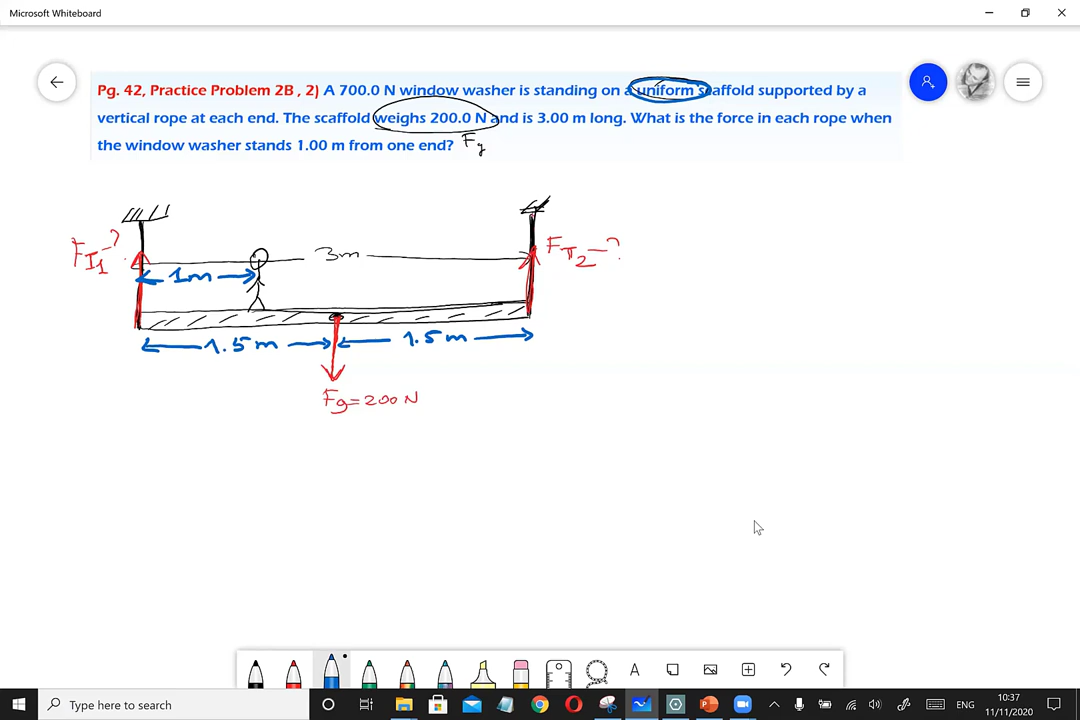 Microsoft Whiteboard
Pg. 42, Practice Problem 2B , 2) A 700.0 N window washer is standing on a uniform scaffold supported by a
vertical rope at each end. The scaffold weighs 200.0 N and is 3.00 m long. What is the force in each rope when
the window washer stands 1.00 m from one end? Fg
FT1 - ?
3m
FT2 - ?
1m
1.5m
1.5m
Fg = 200 N
A
Type here to search
ENG
10:37
11/11/2020